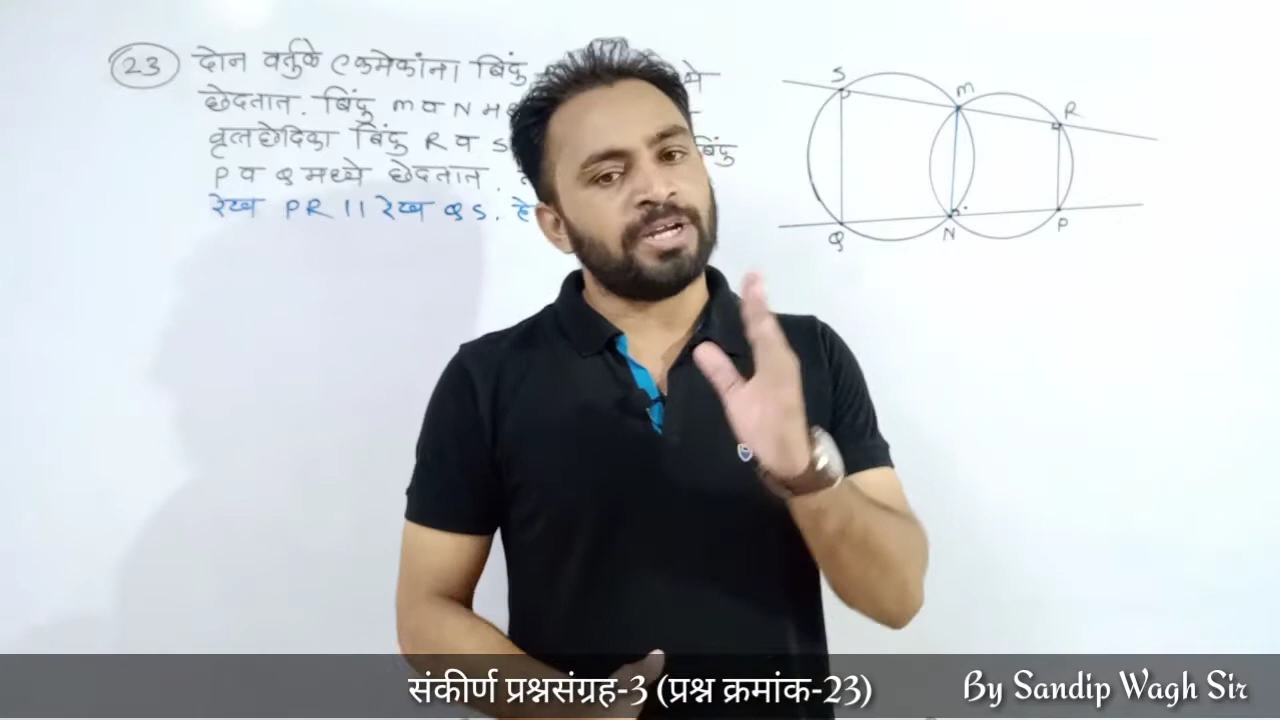 23 दोन वर्तुळे एकमेकांना बिंदू
छेदतात. बिंदू M व N म
वृत्तछेदिका बिंदू R व S बिंदू
P व Q मध्ये छेदतात.
रेख PR || रेख QS. हे
S
M
R
Q
N
P
संकीर्ण प्रश्नसंग्रह-3 (प्रश्न क्रमांक-23)
By Sandip Wagh Sir